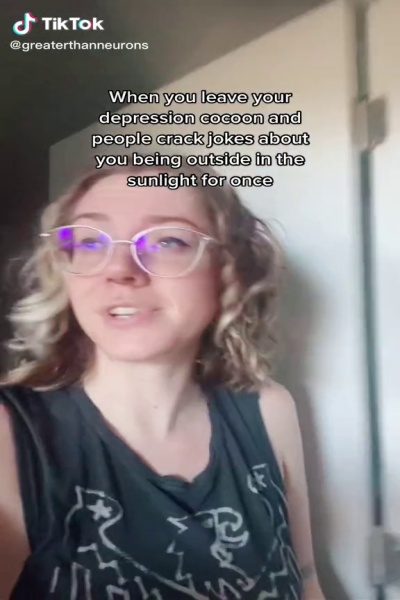 TikTok
@greaterthanneurons
When you leave your
depression cocoon and
people crack jokes about
you being outside in the
sunlight for once